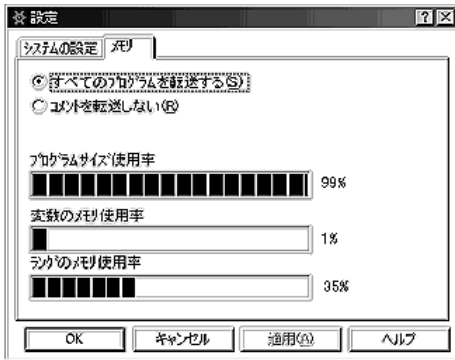 設定
システムの設定 メモリ
すべてのプログラムを転送する(S)
コメントを転送しない(R)
プログラムサイズ使用率
99%
変数のメモリ使用率
1%
ラングのメモリ使用率
35%
OK キャンセル 適用(A) ヘルプ